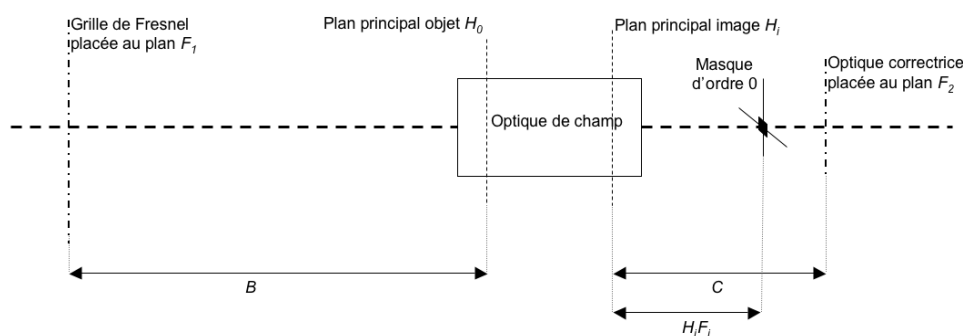 Grille de Fresnel
placée au plan F₁
Plan principal objet H₀
Plan principal image Hᵢ
Masque
d'ordre 0
Optique correctrice
placée au plan F₂
Optique de champ
B
C
HᵢFᵢ